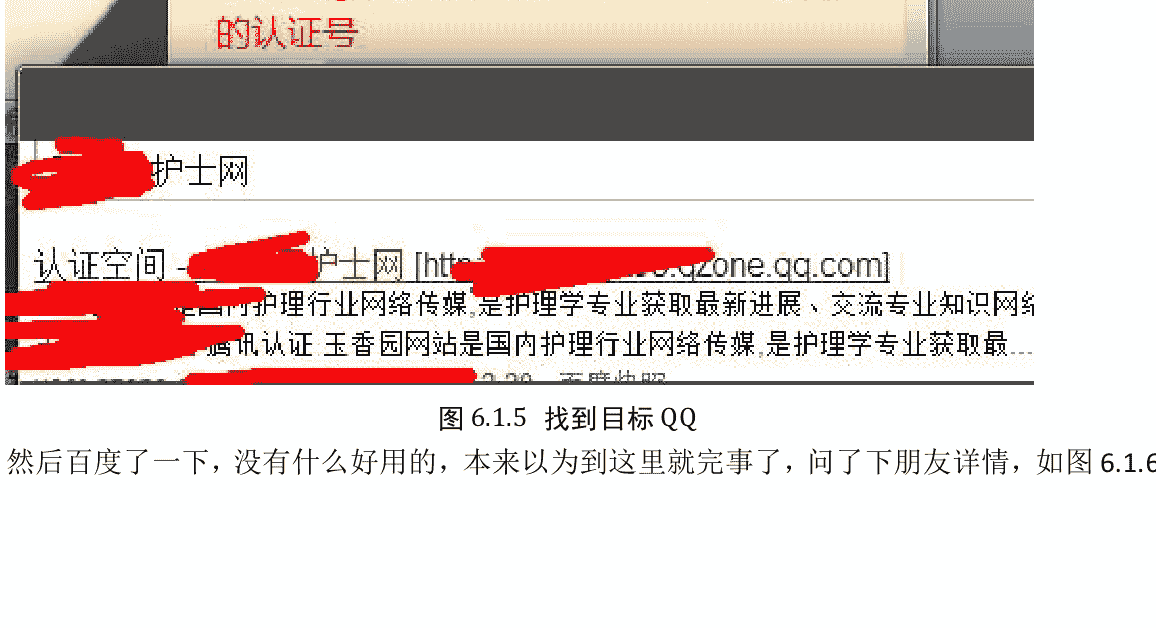 的认证号
护士网
认证空间 - 护士网 [http qzone.qq.com]
是国内护理行业网络传媒,是护理学专业获取最新进展、交流专业知识网络
腾讯认证 玉香园网站是国内护理行业网络传媒,是护理学专业获取最...
百度快照
图 6.1.5 找到目标 QQ
然后百度了一下，没有什么好用的，本来以为到这里就完事了，问了下朋友详情，如图 6.1.6